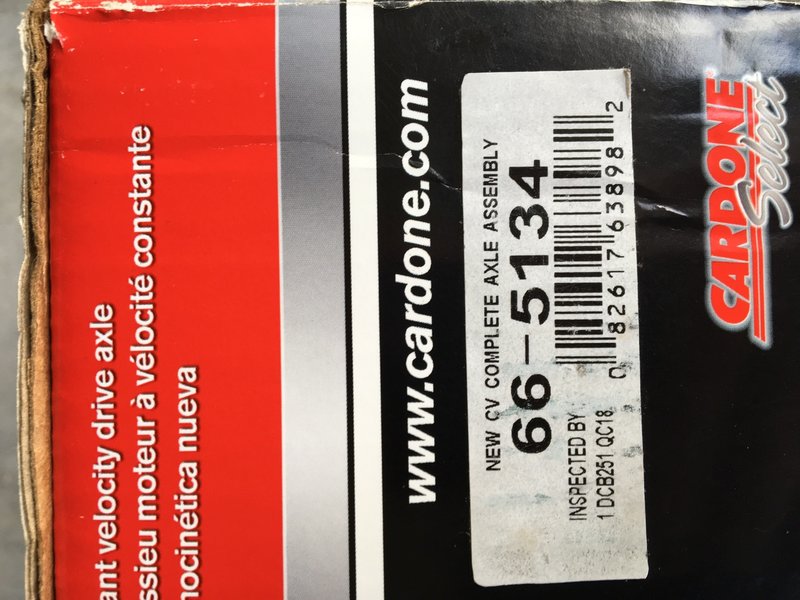 ant velocity drive axle
ssieu moteur à vélocité constante
nocinética nueva
www.cardone.com
NEW CV COMPLETE AXLE ASSEMBLY
66-5134
INSPECTED BY
1 DCB251 QC18
0 82617 63898 2
CARDONE®
Select